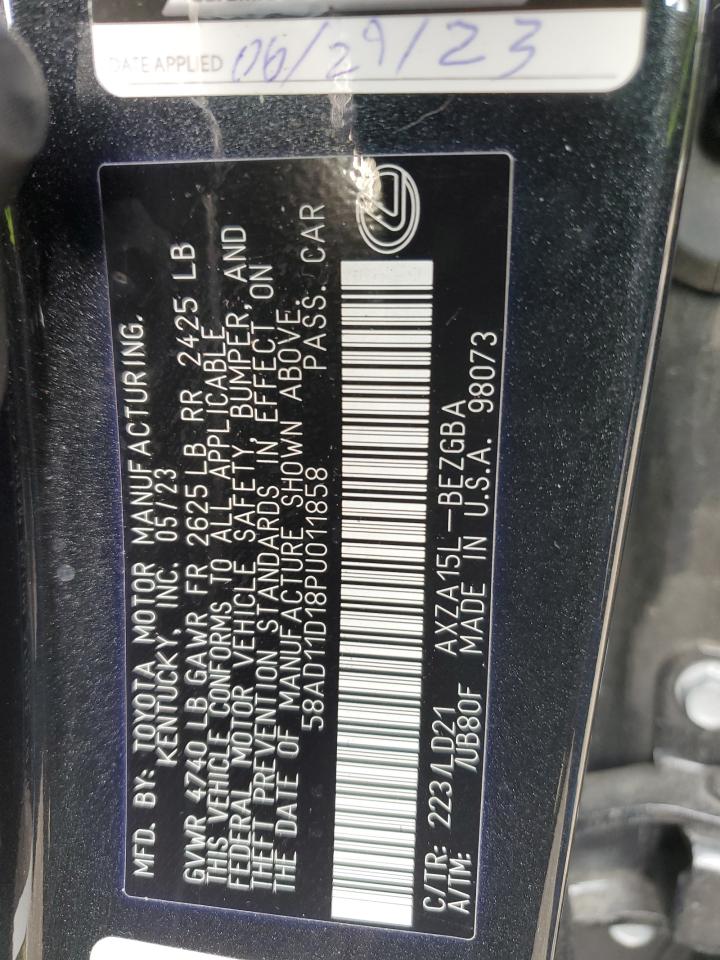 DATE APPLIED 06/29/23
MFD. BY: TOYOTA MOTOR MANUFACTURING.
KENTUCKY, INC. 05/23
GVWR 4740 LB GAWR FR 2625 LB RR 2425 LB
THIS VEHICLE CONFORMS TO ALL APPLICABLE
FEDERAL MOTOR VEHICLE SAFETY, BUMPER, AND
THEFT PREVENTION STANDARDS IN EFFECT ON
THE DATE OF MANUFACTURE SHOWN ABOVE.
58AD11D18PU011858 PASS. CAR
C/TR: 223/LD21 AXZA15L-BEZGBA
A/TM: /UB80F MADE IN U.S.A. 98073